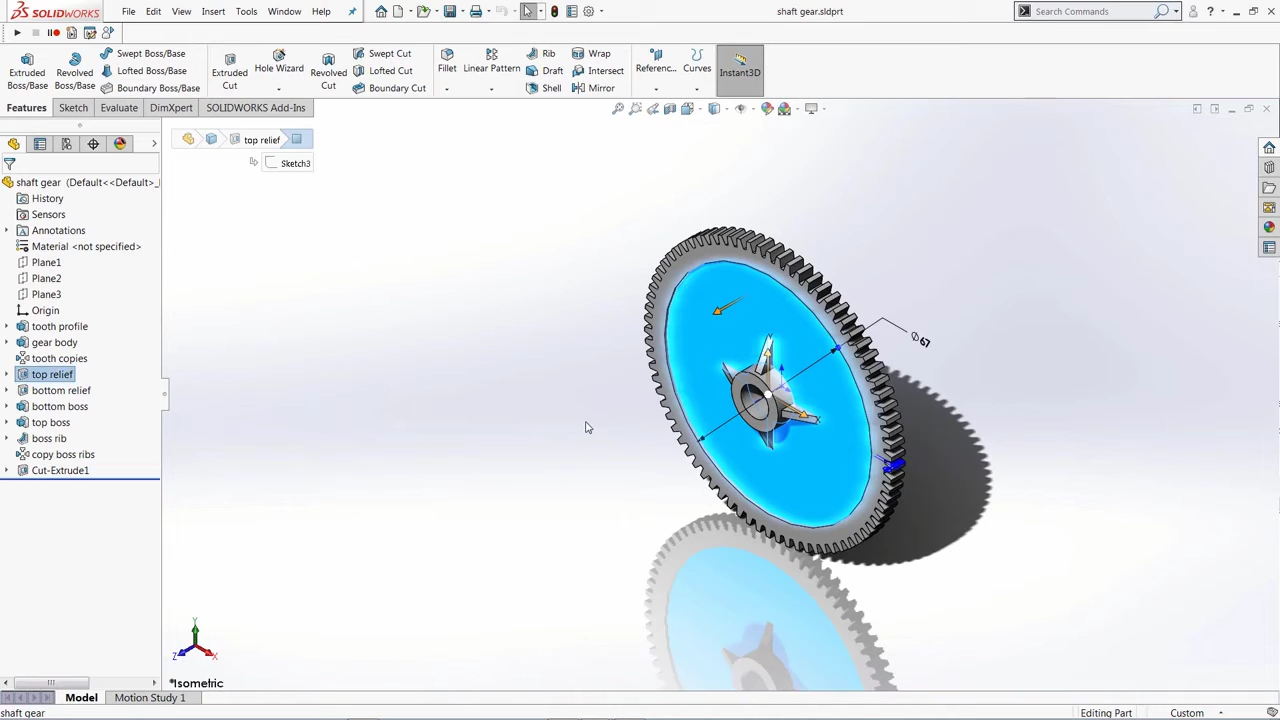 SOLIDWORKS File Edit View Insert Tools Window Help shaft gear.sldprt Search Commands
Extruded Boss/Base
Revolved Boss/Base
Swept Boss/Base
Lofted Boss/Base
Boundary Boss/Base
Extruded Cut
Hole Wizard
Revolved Cut
Swept Cut
Lofted Cut
Boundary Cut
Fillet
Linear Pattern
Rib
Draft
Shell
Wrap
Intersect
Mirror
Referenc...
Curves
Instant3D
Features Sketch Evaluate DimXpert SOLIDWORKS Add-Ins
top relief
Sketch3
shaft gear (Default<<Default>_
History
Sensors
Annotations
Material <not specified>
Plane1
Plane2
Plane3
Origin
tooth profile
gear body
tooth copies
top relief
bottom relief
bottom boss
top boss
boss rib
copy boss ribs
Cut-Extrude1
∅67
Y
X
Y
Z
X
*Isometric
Model Motion Study 1
shaft gear Editing Part Custom